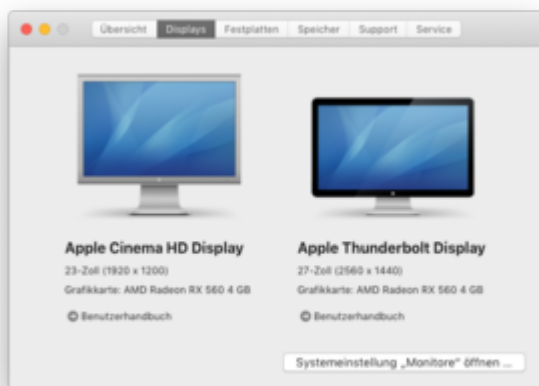 Übersicht Displays Festplatten Speicher Support Service
Apple Cinema HD Display
23-Zoll (1920 x 1200)
Grafikkarte: AMD Radeon RX 560 4 GB
Benutzerhandbuch
Apple Thunderbolt Display
27-Zoll (2560 x 1440)
Grafikkarte: AMD Radeon RX 560 4 GB
Benutzerhandbuch
Systemeinstellung „Monitore“ öffnen ...